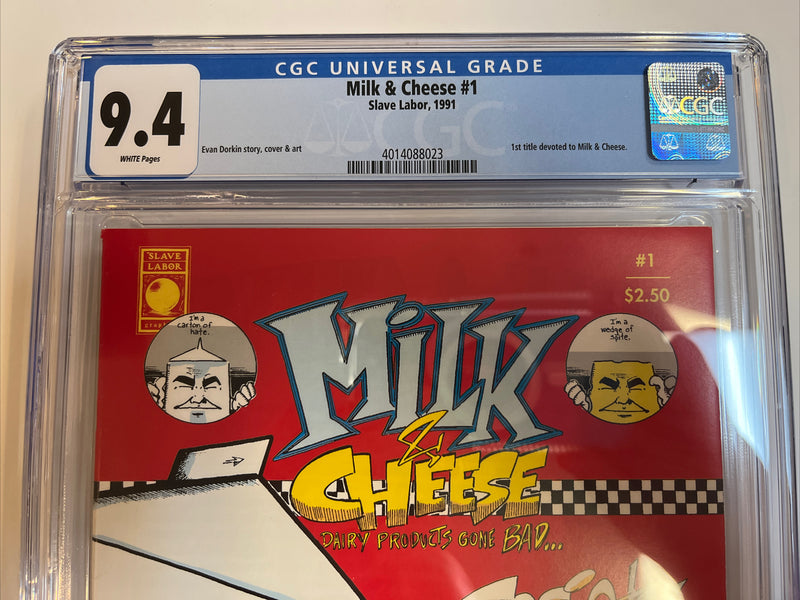 CGC UNIVERSAL GRADE
9.4
WHITE Pages
Milk & Cheese #1
Slave Labor, 1991
Evan Dorkin story, cover & art
1st title devoted to Milk & Cheese.
4014088023
CGC
CGC
SLAVE
LABOR
#1
$2.50
I'm a
carton of
hate.
I'm a
wedge of
spite.
MILK
&
CHEESE
DAIRY PRODUCTS GONE BAD...